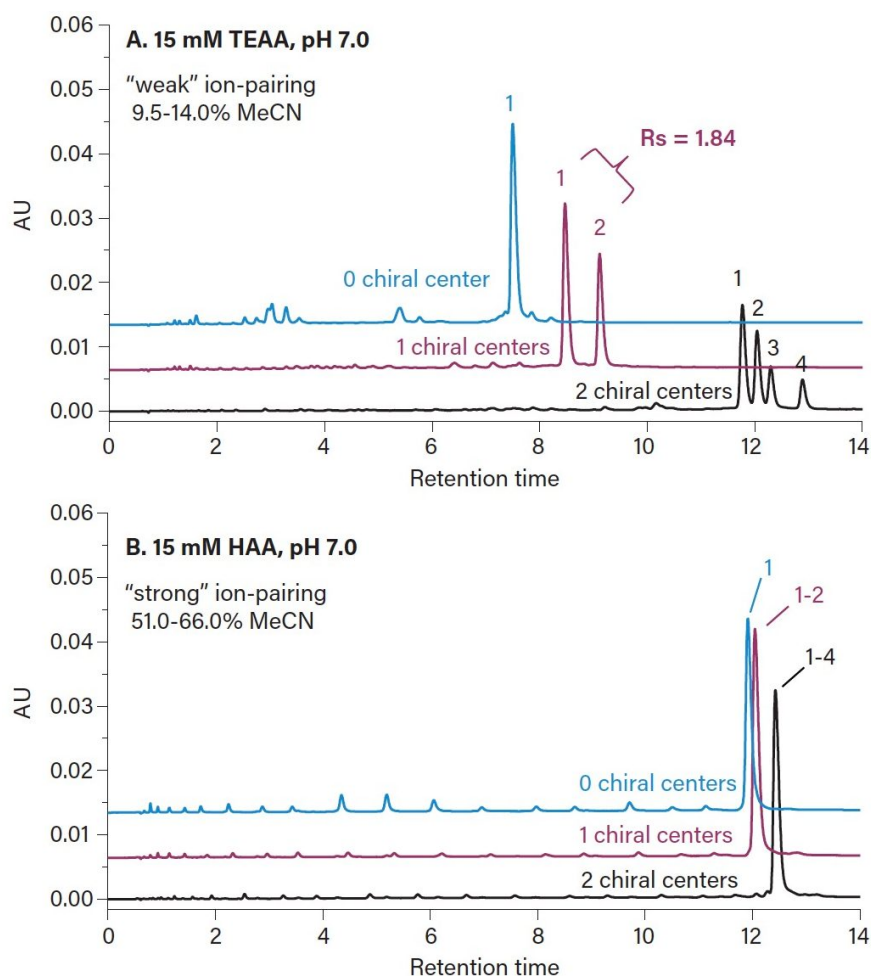 0.06
A. 15 mM TEAA, pH 7.0
0.05
“weak” ion-pairing
9.5-14.0% MeCN
1
0.04
Rs = 1.84
AU
1
0.03
2
0 chiral center
1
0.02
2
1 chiral centers
3
0.01
4
2 chiral centers
0.00
0 2 4 6 8 10 12 14
Retention time
0.06
B. 15 mM HAA, pH 7.0
1
0.05
“strong” ion-pairing
1-2
51.0-66.0% MeCN
0.04
1-4
AU
0.03
0.02
0 chiral centers
0.01
1 chiral centers
2 chiral centers
0.00
0 2 4 6 8 10 12 14
Retention time